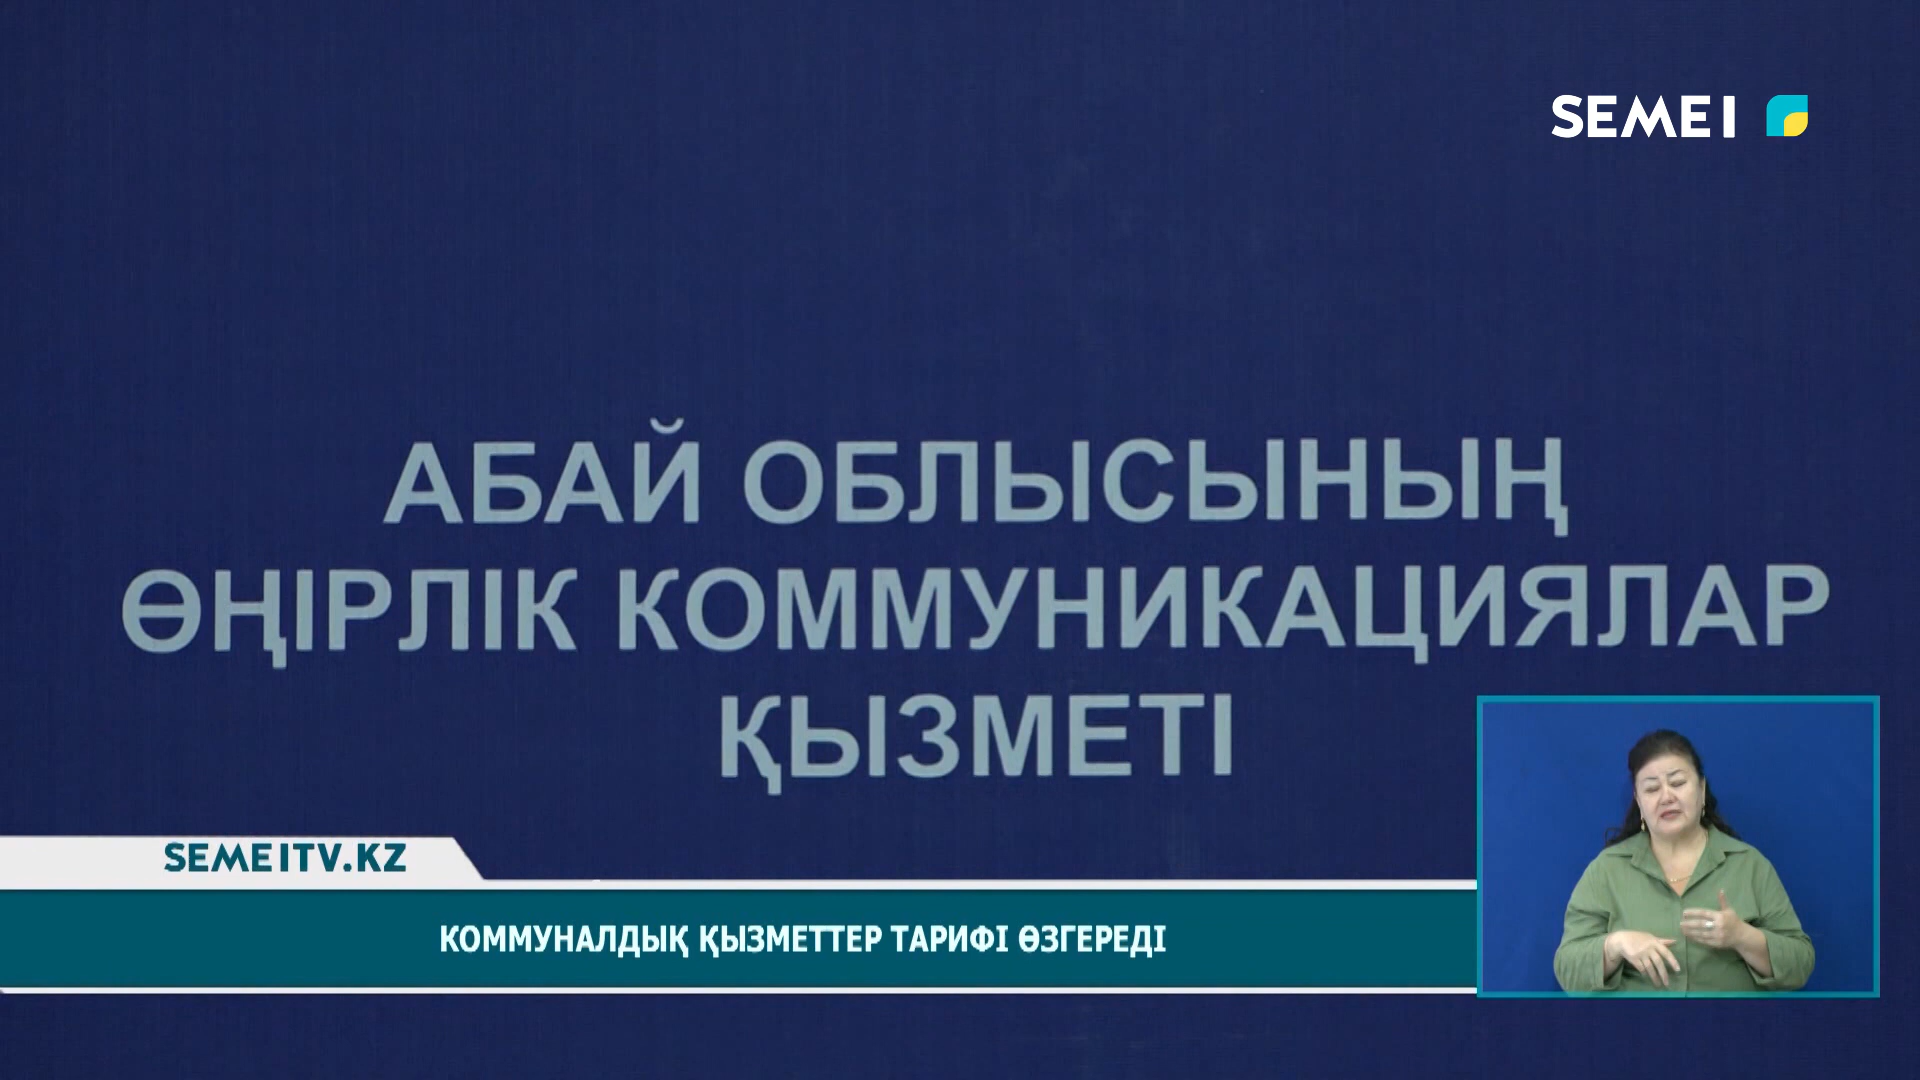 SEMEI
АБАЙ ОБЛЫСЫНЫҢ
ӨҢІРЛІК КОММУНИКАЦИЯЛАР
ҚЫЗМЕТІ
SEMEITV.KZ
КОММУНАЛДЫҚ ҚЫЗМЕТТЕР ТАРИФІ ӨЗГЕРЕДІ